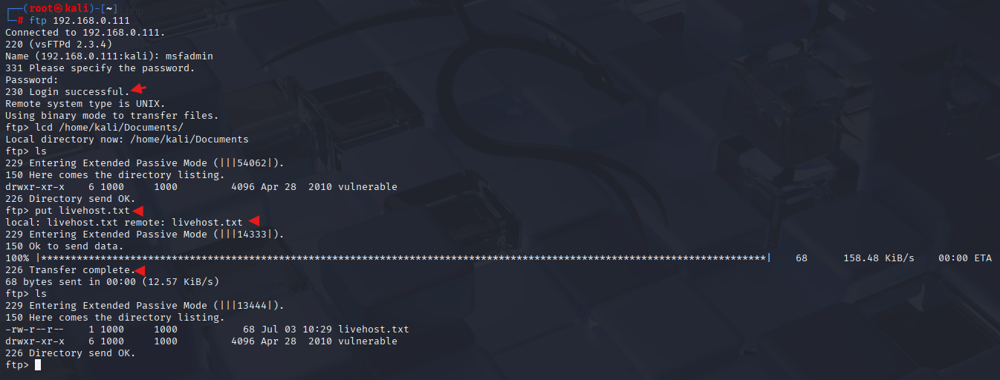 ┌──(root㉿kali)-[~]
└─# ftp 192.168.0.111
Connected to 192.168.0.111.
220 (vsFTPd 2.3.4)
Name (192.168.0.111:kali): msfadmin
331 Please specify the password.
Password:
230 Login successful.
Remote system type is UNIX.
Using binary mode to transfer files.
ftp> lcd /home/kali/Documents/
Local directory now: /home/kali/Documents
ftp> ls
229 Entering Extended Passive Mode (|||54062|).
150 Here comes the directory listing.
drwxr-xr-x    6 1000     1000         4096 Apr 28  2010 vulnerable
226 Directory send OK.
ftp> put livehost.txt
local: livehost.txt remote: livehost.txt
229 Entering Extended Passive Mode (|||14333|).
150 Ok to send data.
100% |**************************************************************************************************************************|    68      158.48 KiB/s    00:00 ETA
226 Transfer complete.
68 bytes sent in 00:00 (12.57 KiB/s)
ftp> ls
229 Entering Extended Passive Mode (|||13444|).
150 Here comes the directory listing.
-rw-r--r--    1 1000     1000           68 Jul 03 10:29 livehost.txt
drwxr-xr-x    6 1000     1000         4096 Apr 28  2010 vulnerable
226 Directory send OK.
ftp>